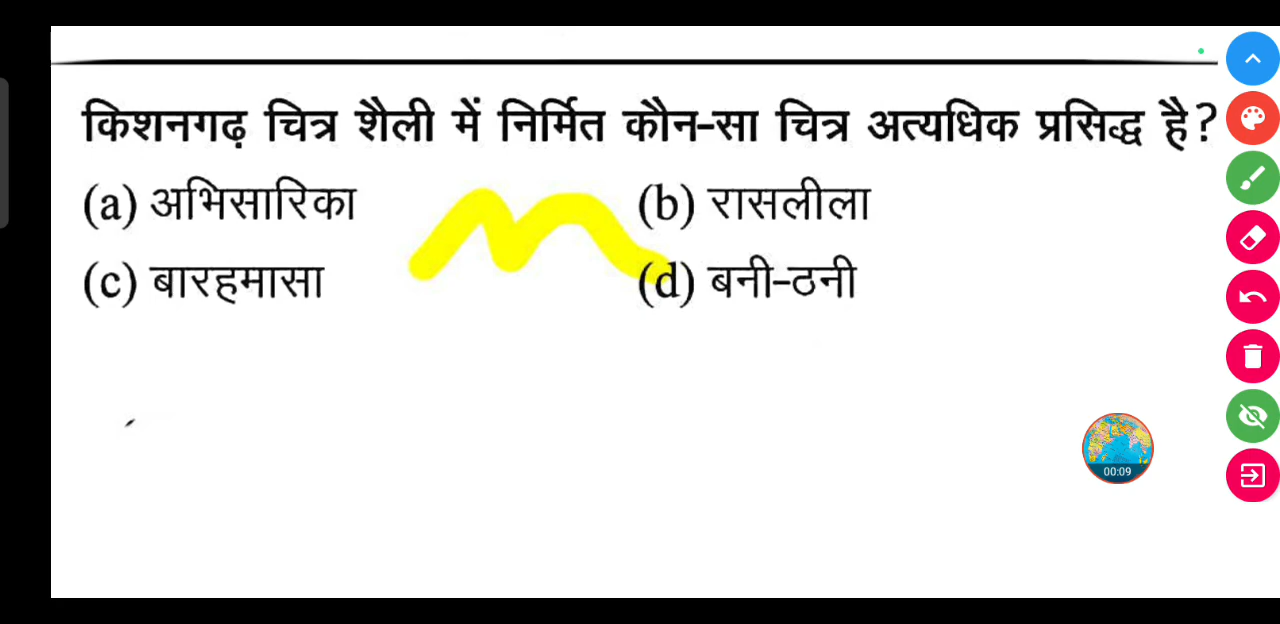 किशनगढ़ चित्र शैली में निर्मित कौन-सा चित्र अत्यधिक प्रसिद्ध है?
(a) अभिसारिका (b) रासलीला
(c) बारहमासा (d) बनी-ठनी
00:09